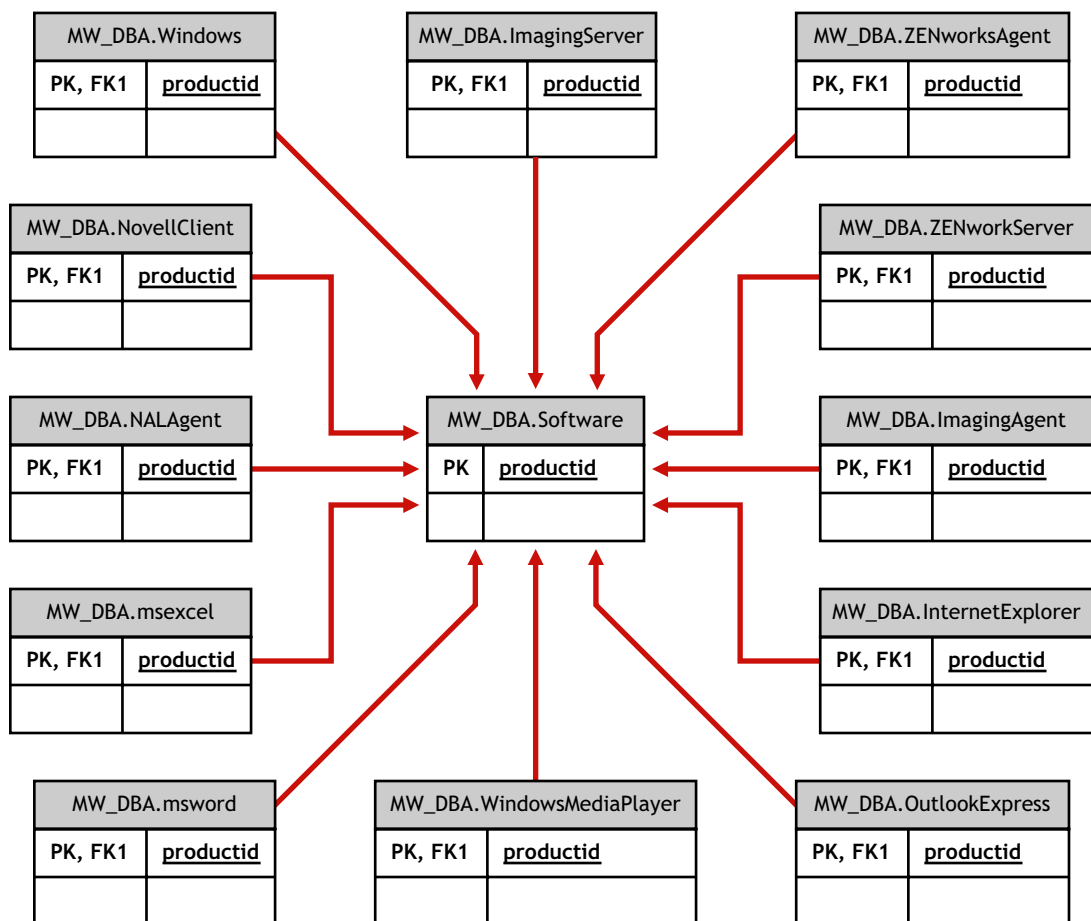 MW_DBA.Windows
PK, FK1 productid
MW_DBA.ImagingServer
PK, FK1 productid
MW_DBA.ZENworksAgent
PK, FK1 productid
MW_DBA.NovellClient
PK, FK1 productid
MW_DBA.ZENworkServer
PK, FK1 productid
MW_DBA.NALAgent
PK, FK1 productid
MW_DBA.Software
PK productid
MW_DBA.ImagingAgent
PK, FK1 productid
MW_DBA.msexcel
PK, FK1 productid
MW_DBA.InternetExplorer
PK, FK1 productid
MW_DBA.msword
PK, FK1 productid
MW_DBA.WindowsMediaPlayer
PK, FK1 productid
MW_DBA.OutlookExpress
PK, FK1 productid